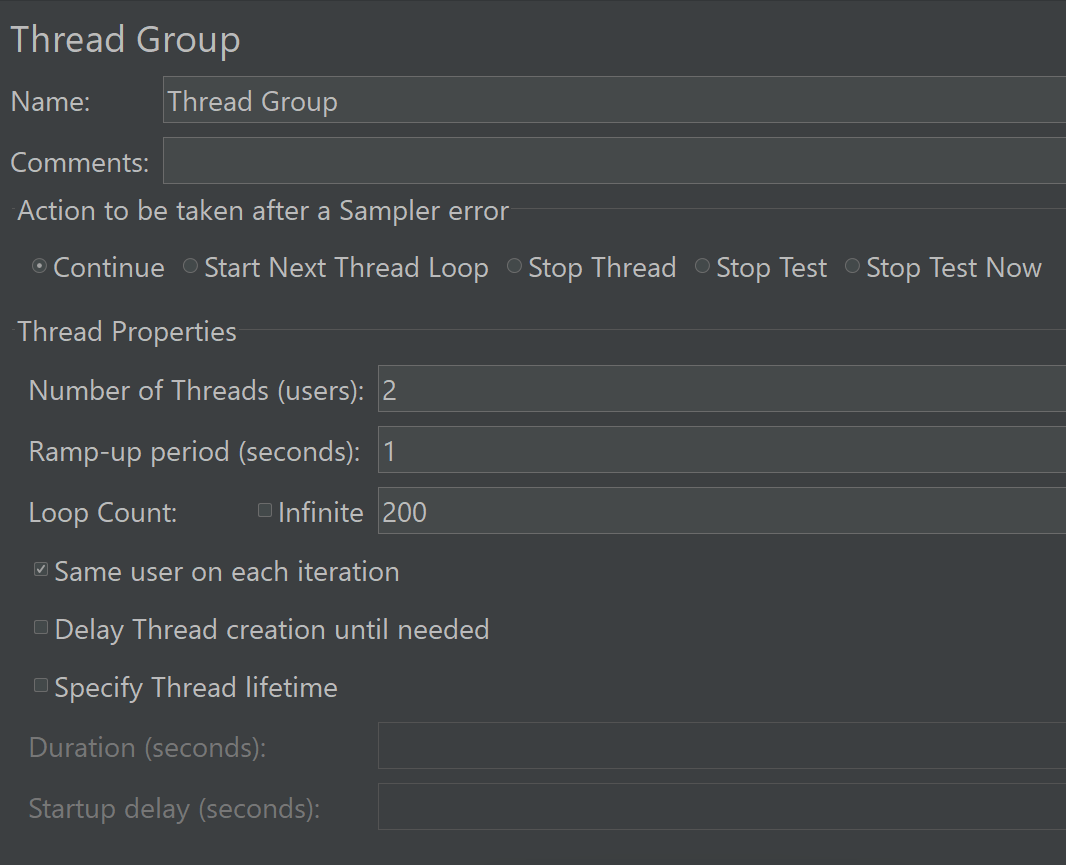 Thread Group
Name: Thread Group
Comments:
Action to be taken after a Sampler error
Continue Start Next Thread Loop Stop Thread Stop Test Stop Test Now
Thread Properties
Number of Threads (users): 2
Ramp-up period (seconds): 1
Loop Count: Infinite 200
Same user on each iteration
Delay Thread creation until needed
Specify Thread lifetime
Duration (seconds):
Startup delay (seconds):